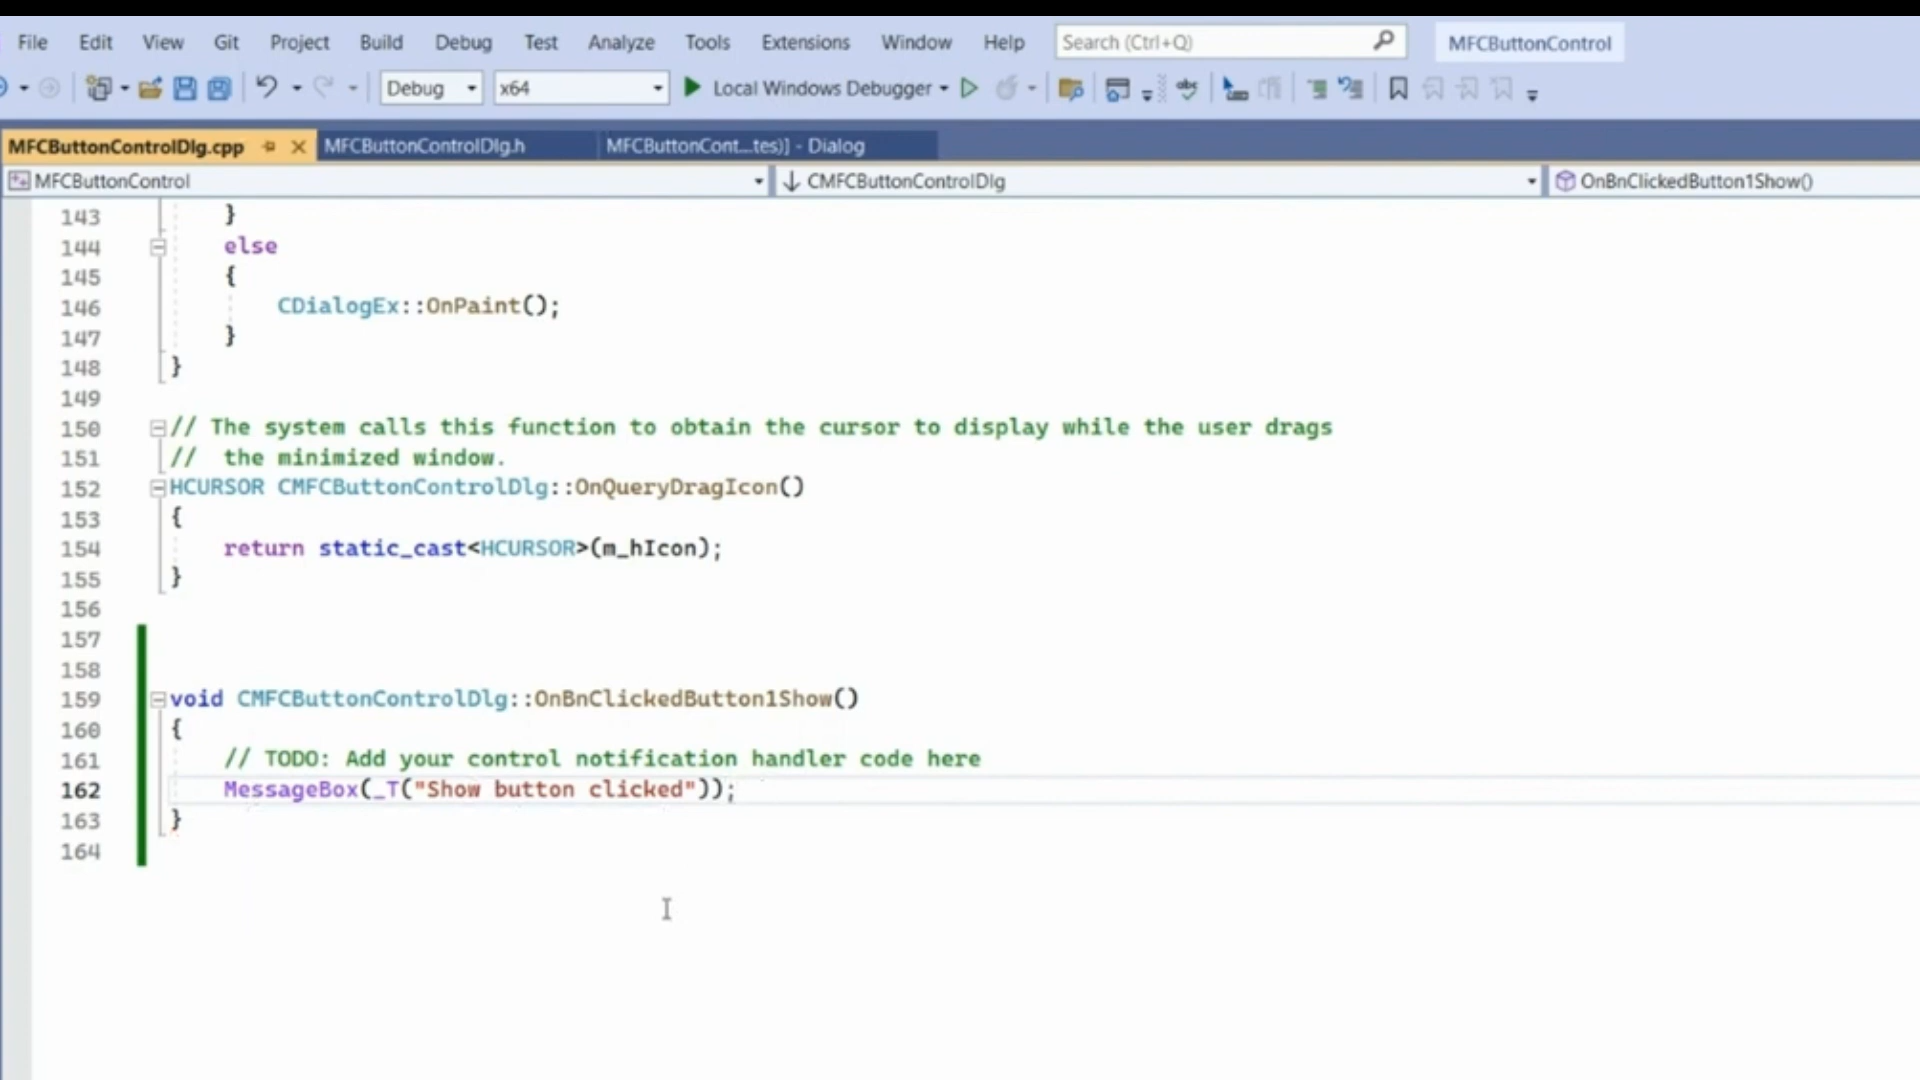 File Edit View Git Project Build Debug Test Analyze Tools Extensions Window Help Search (Ctrl+Q) MFCButtonControl
Debug x64 Local Windows Debugger
MFCButtonControlDlg.cpp MFCButtonControlDlg.h MFCButtonCont...tes)] - Dialog
MFCButtonControl CMFCButtonControlDlg OnBnClickedButton1Show()
143 }
144 else
145 {
146 CDialogEx::OnPaint();
147 }
148 }
149
150 // The system calls this function to obtain the cursor to display while the user drags
151 //  the minimized window.
152 HCURSOR CMFCButtonControlDlg::OnQueryDragIcon()
153 {
154 return static_cast<HCURSOR>(m_hIcon);
155 }
156
157
158
159 void CMFCButtonControlDlg::OnBnClickedButton1Show()
160 {
161 // TODO: Add your control notification handler code here
162 MessageBox(_T("Show button clicked"));
163 }
164